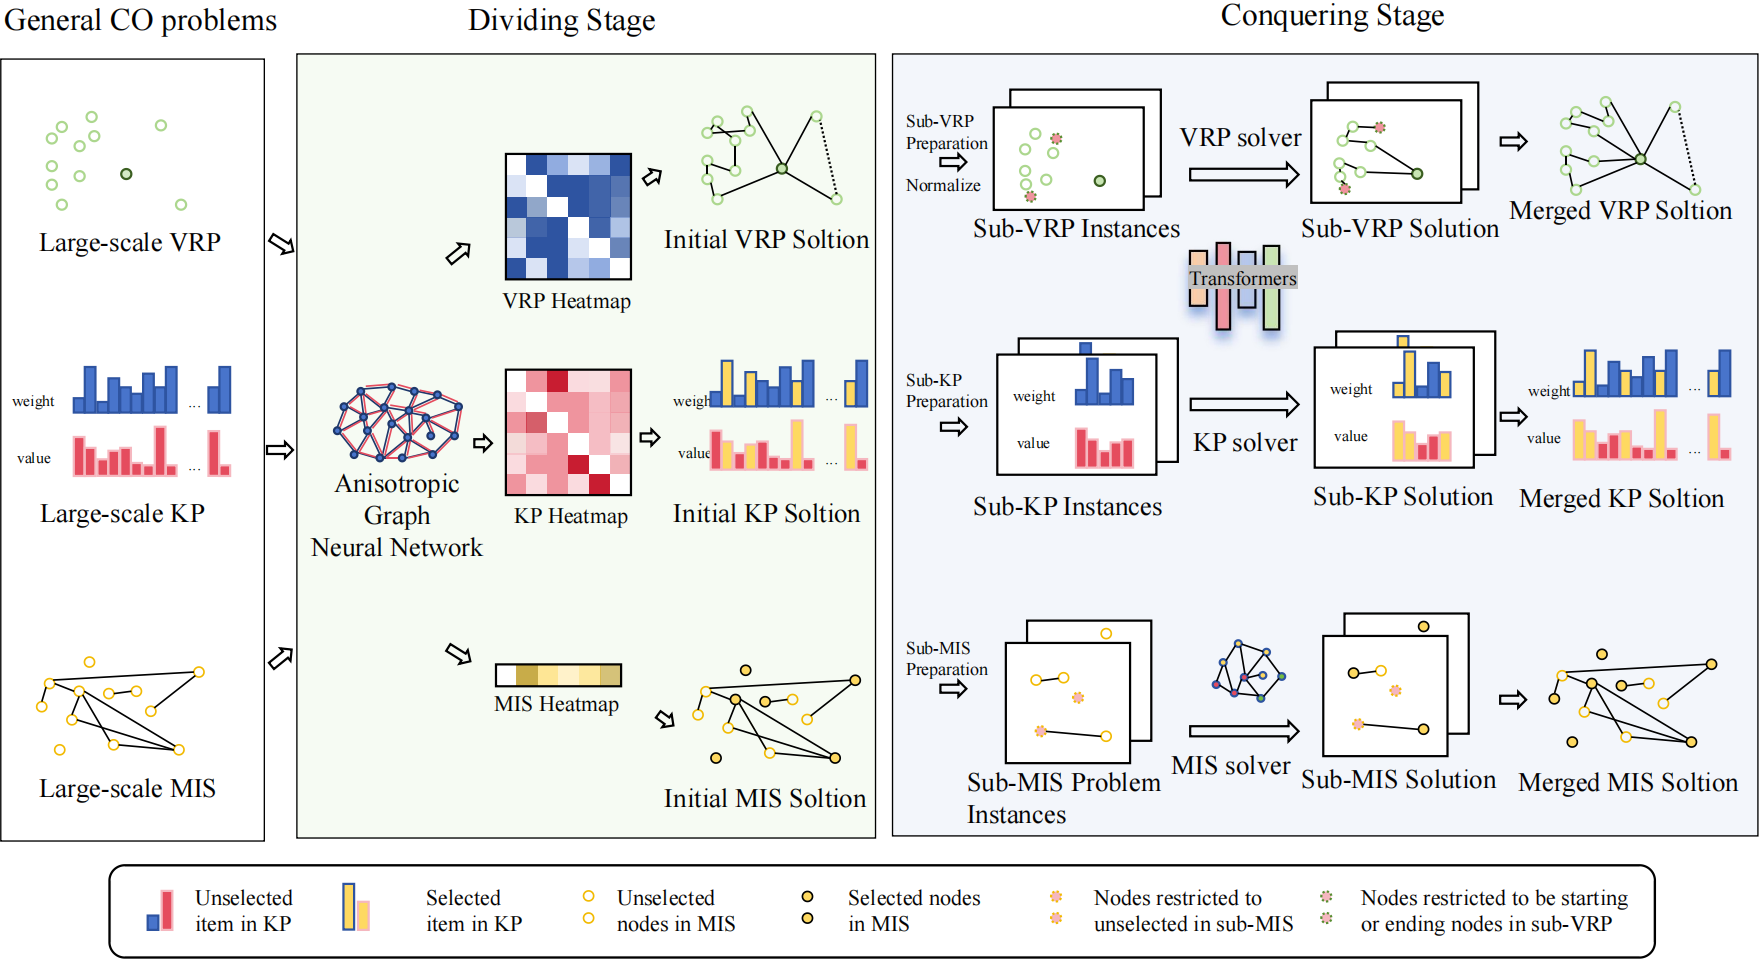 General CO problems
Dividing Stage
Conquering Stage
Large-scale VRP
weight
value
...
...
Large-scale KP
Large-scale MIS
Anisotropic
Graph
Neural Network
VRP Heatmap
KP Heatmap
MIS Heatmap
Initial VRP Soltion
weigh
value
...
...
Initial KP Soltion
Initial MIS Soltion
Sub-VRP
Preparation
Normalize
Sub-VRP Instances
VRP solver
Sub-VRP Solution
Merged VRP Soltion
Transformers
Sub-KP
Preparation
weight
value
Sub-KP Instances
KP solver
weight
value
Sub-KP Solution
weight
value
...
...
Merged KP Soltion
Sub-MIS
Preparation
Sub-MIS Problem
Instances
MIS solver
Sub-MIS Solution
Merged MIS Soltion
Unselected
item in KP
Selected
item in KP
Unselected
nodes in MIS
Selected nodes
in MIS
Nodes restricted to
unselected in sub-MIS
Nodes restricted to be starting
or ending nodes in sub-VRP